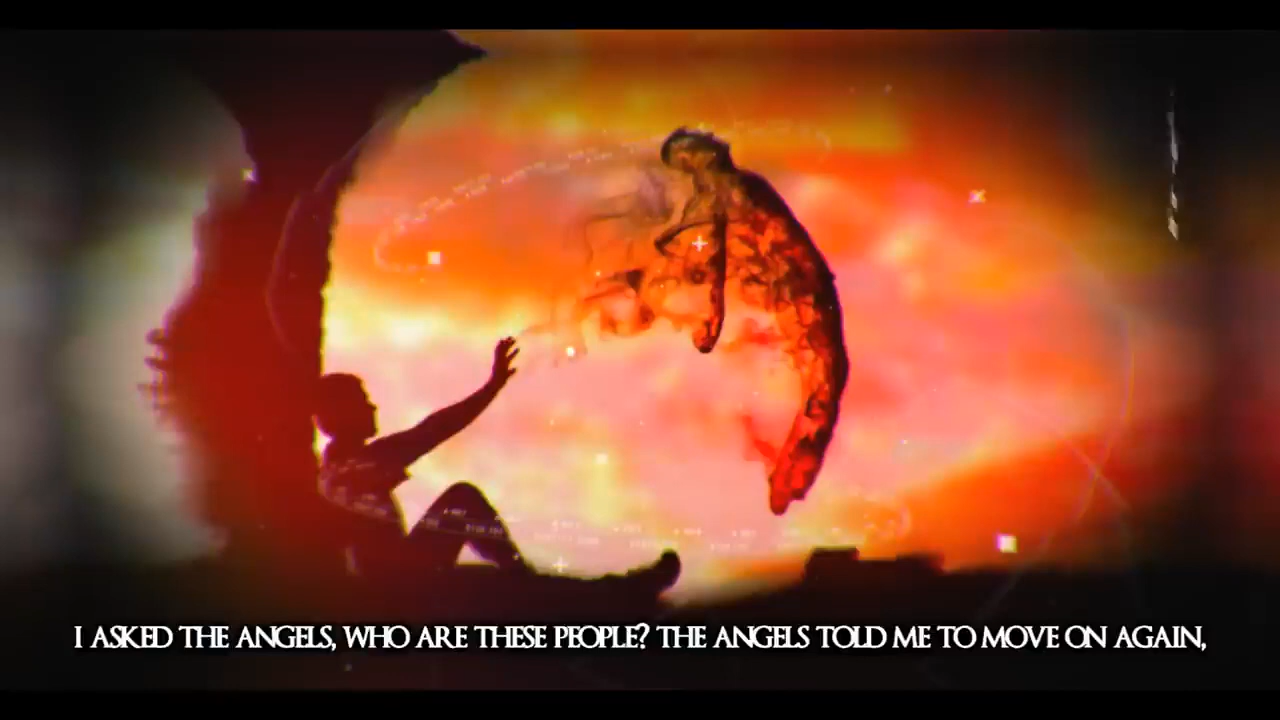 I ASKED THE ANGELS, WHO ARE THESE PEOPLE? THE ANGELS TOLD ME TO MOVE ON AGAIN,